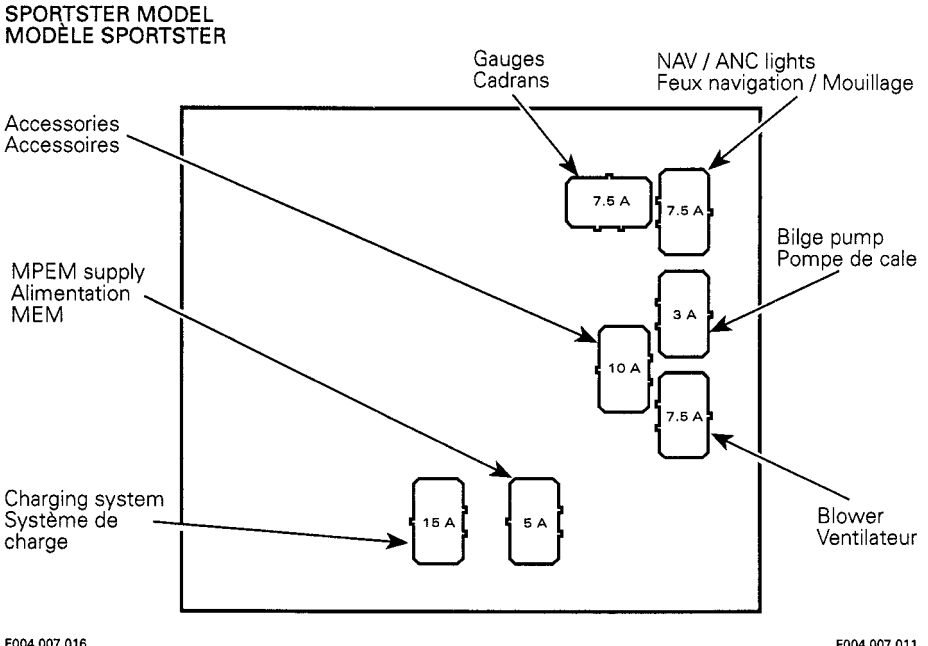 SPORTSTER MODEL
MODÈLE SPORTSTER
Gauges
Cadrans
NAV / ANC lights
Feux navigation / Mouillage
Accessories
Accessoires
7.5 A
7.5 A
Bilge pump
Pompe de cale
MPEM supply
Alimentation
MEM
3 A
10 A
7.5 A
Charging system
Système de
charge
15 A
5 A
Blower
Ventilateur
F004 007 016
F004 007 011